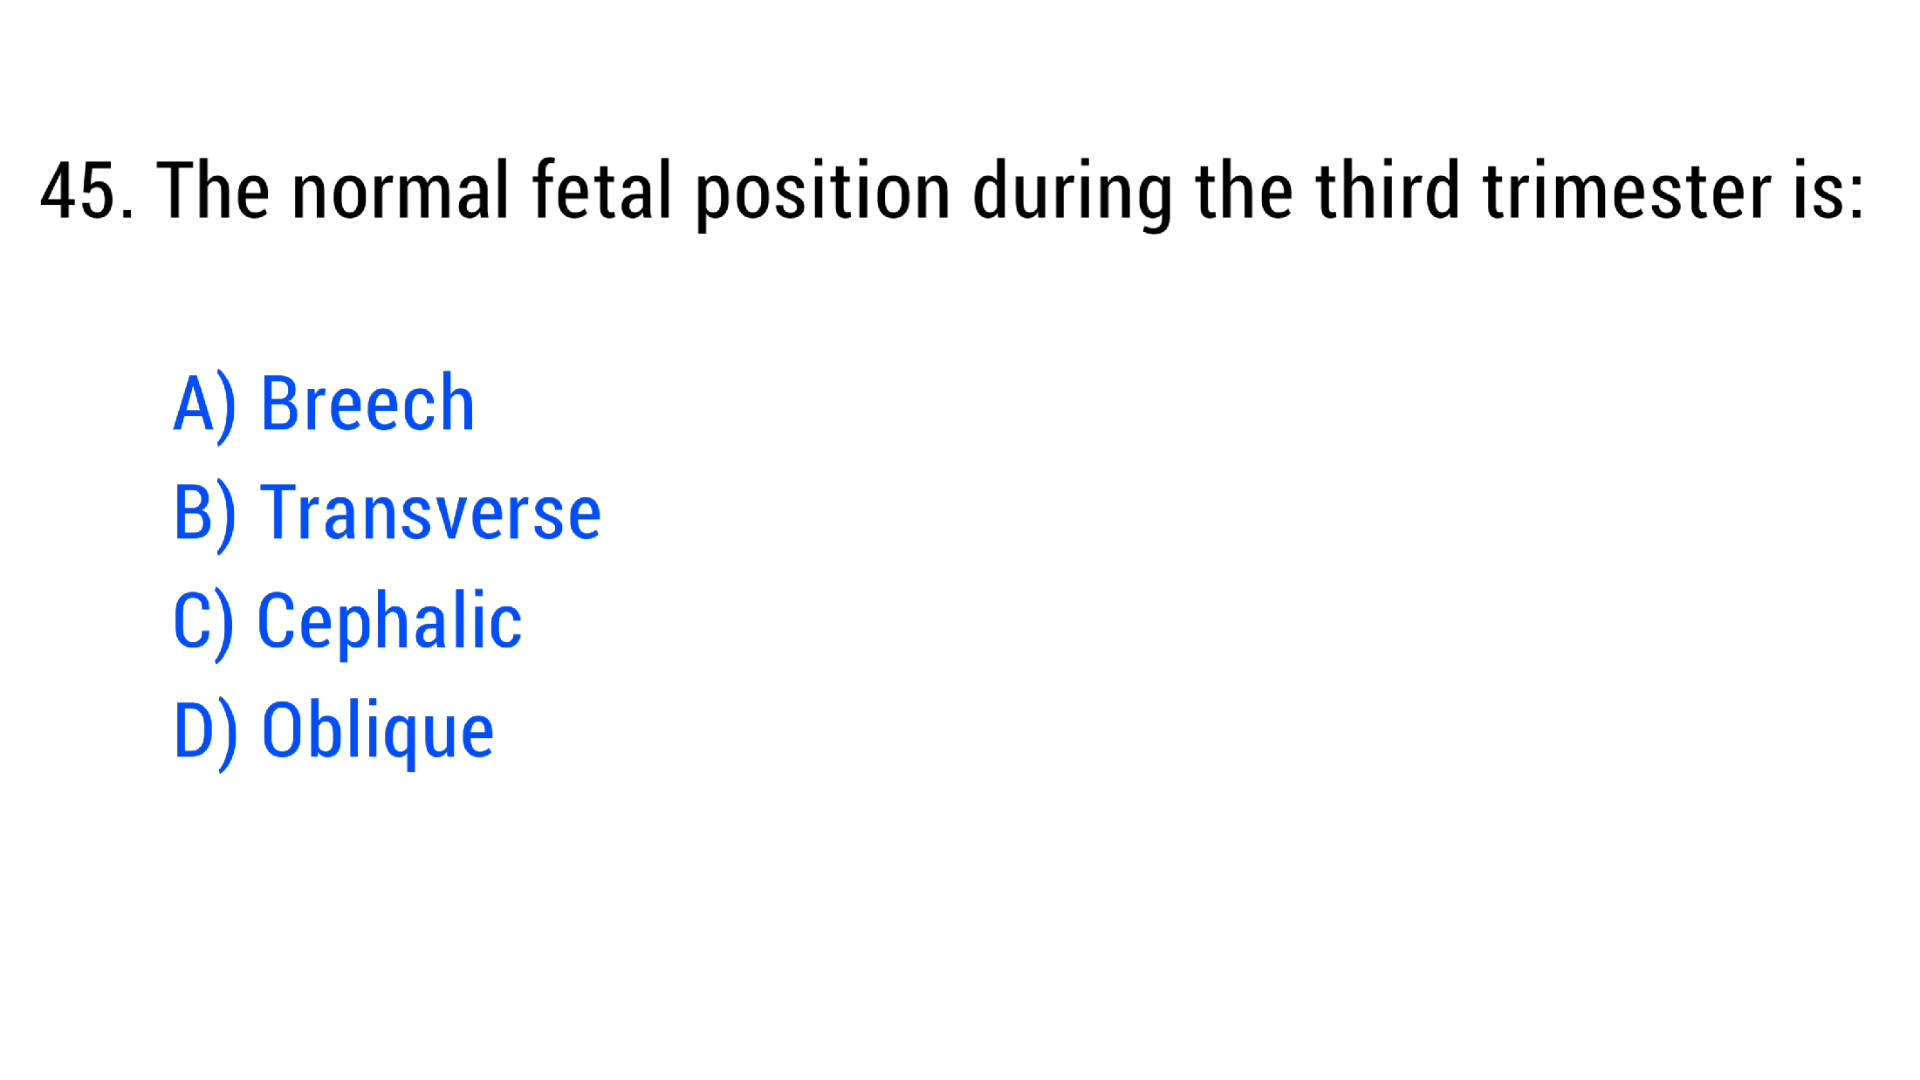 45. The normal fetal position during the third trimester is:
A) Breech
B) Transverse
C) Cephalic
D) Oblique